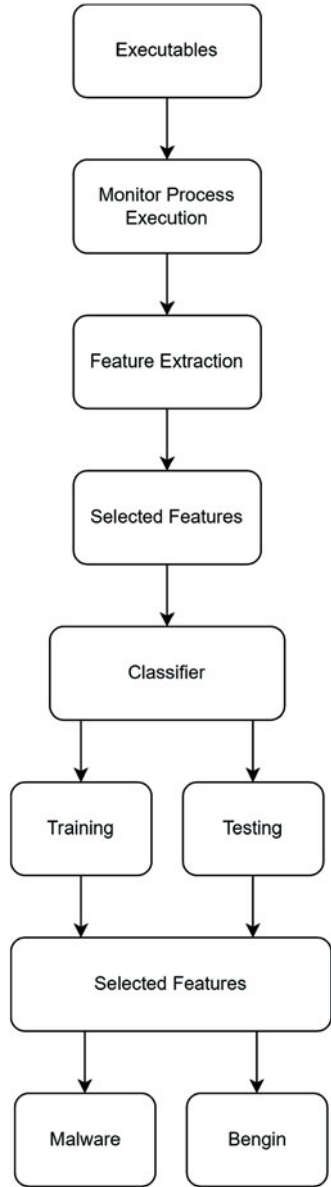 Executables
Monitor Process
Execution
Feature Extraction
Selected Features
Classifier
Training
Testing
Selected Features
Malware
Bengin